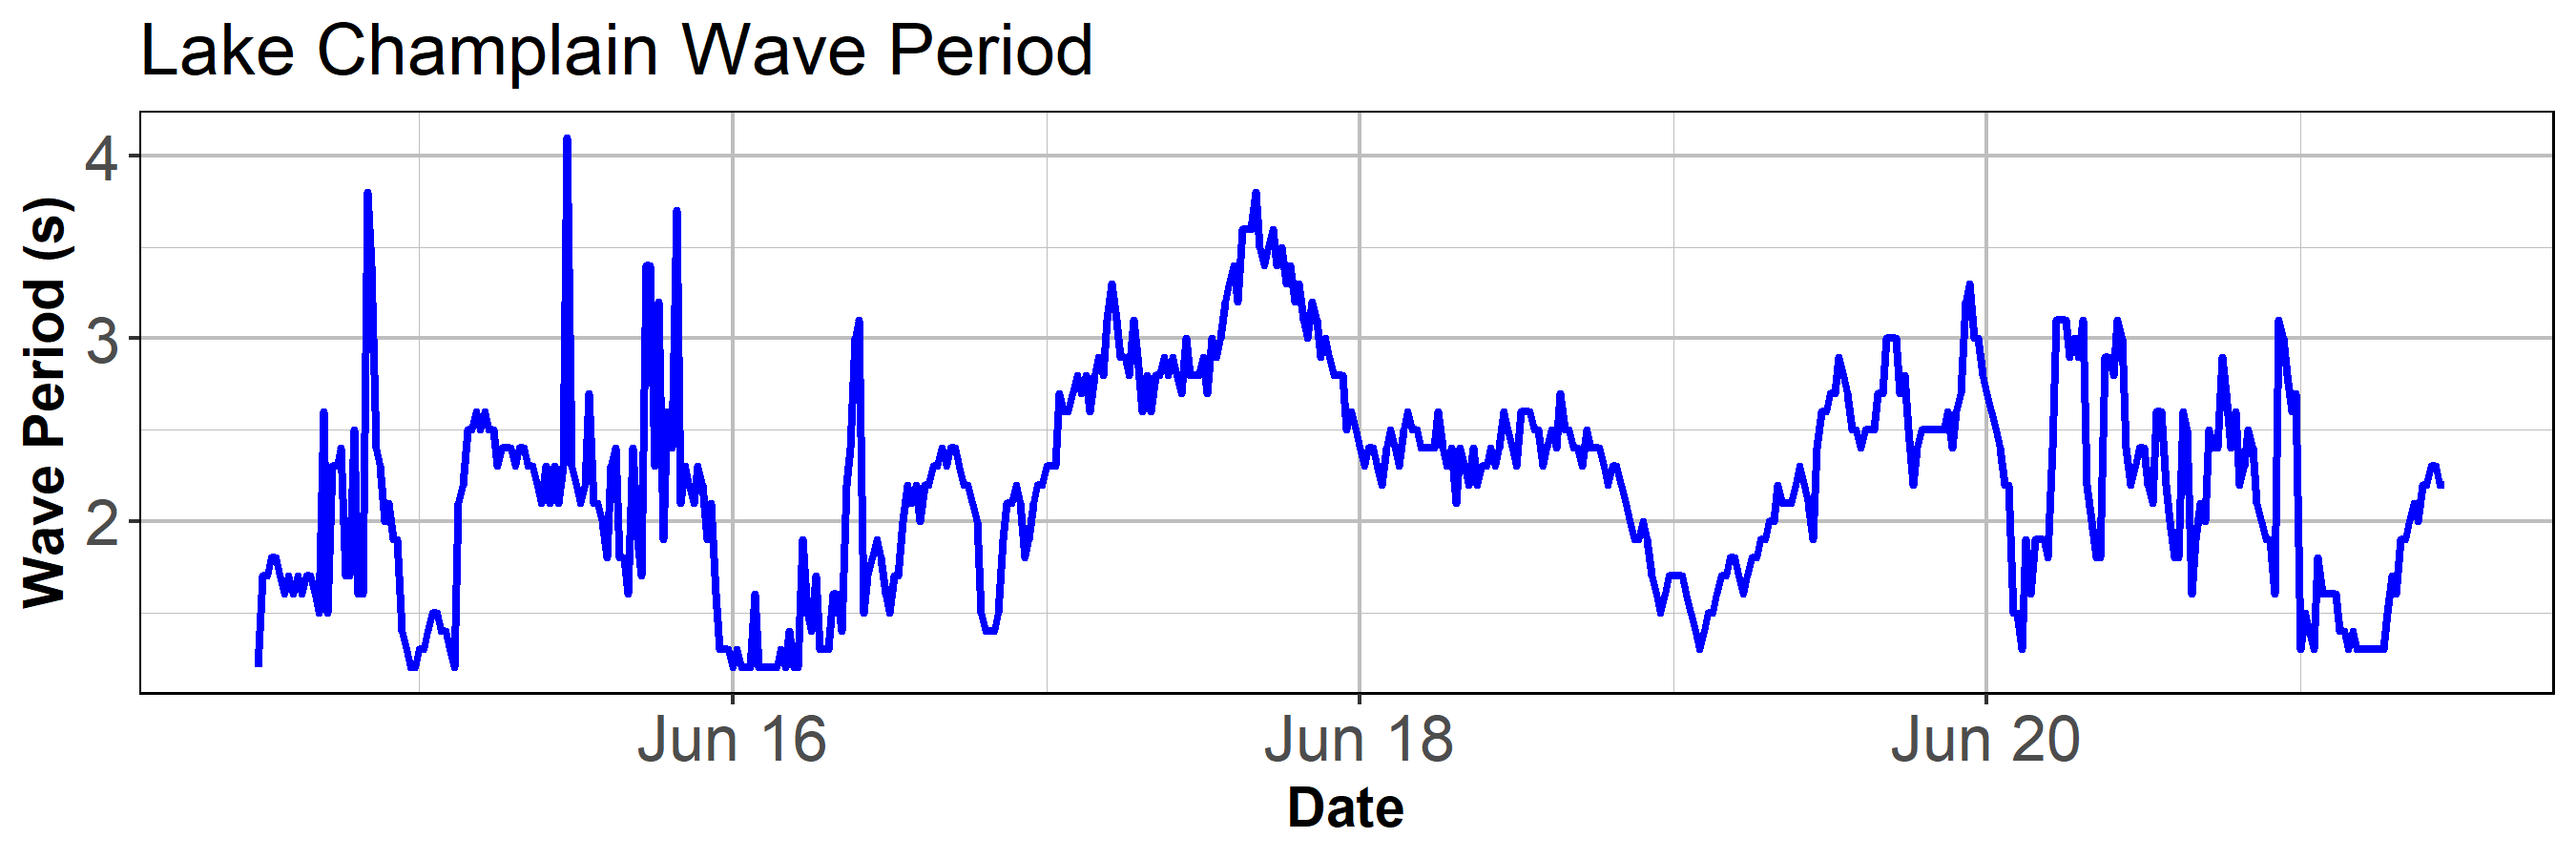 Lake Champlain Wave Period
Wave Period (s)
4
3
2
Jun 16
Jun 18
Jun 20
Date